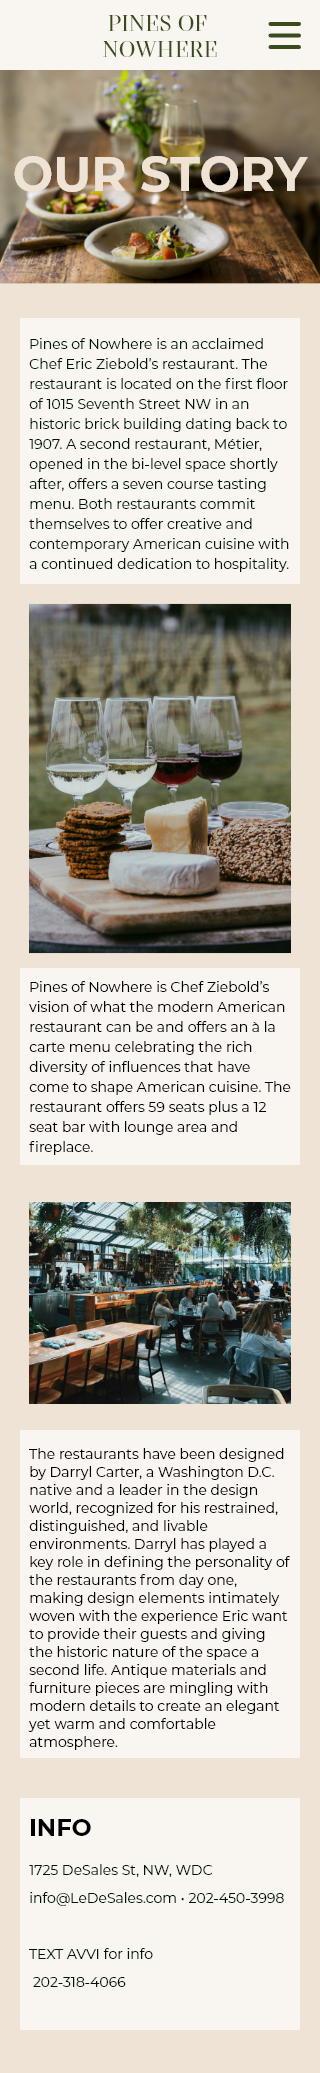 PINES OF
NOWHERE
OUR STORY
Pines of Nowhere is an acclaimed
Chef Eric Ziebold's restaurant. The
restaurant is located on the first floor
of 1015 Seventh Street NW in an
historic brick building dating back to
1907. A second restaurant, Métier,
opened in the bi-level space shortly
after, offers a seven course tasting
menu. Both restaurants commit
themselves to offer creative and
contemporary American cuisine with
a continued dedication to hospitality.
Pines of Nowhere is Chef Ziebold's
vision of what the modern American
restaurant can be and offers an à la
carte menu celebrating the rich
diversity of influences that have
come to shape American cuisine. The
restaurant offers 59 seats plus a 12
seat bar with lounge area and
fireplace.
The restaurants have been designed
by Darryl Carter, a Washington D.C.
native and a leader in the design
world, recognized for his restrained,
distinguished, and livable
environments. Darryl has played a
key role in defining the personality of
the restaurants from day one,
making design elements intimately
woven with the experience Eric want
to provide their guests and giving
the historic nature of the space a
second life. Antique materials and
furniture pieces are mingling with
modern details to create an elegant
yet warm and comfortable
atmosphere.
INFO
1725 DeSales St, NW, WDC
info@LeDeSales.com • 202-450-3998
TEXT AVVI for info
202-318-4066